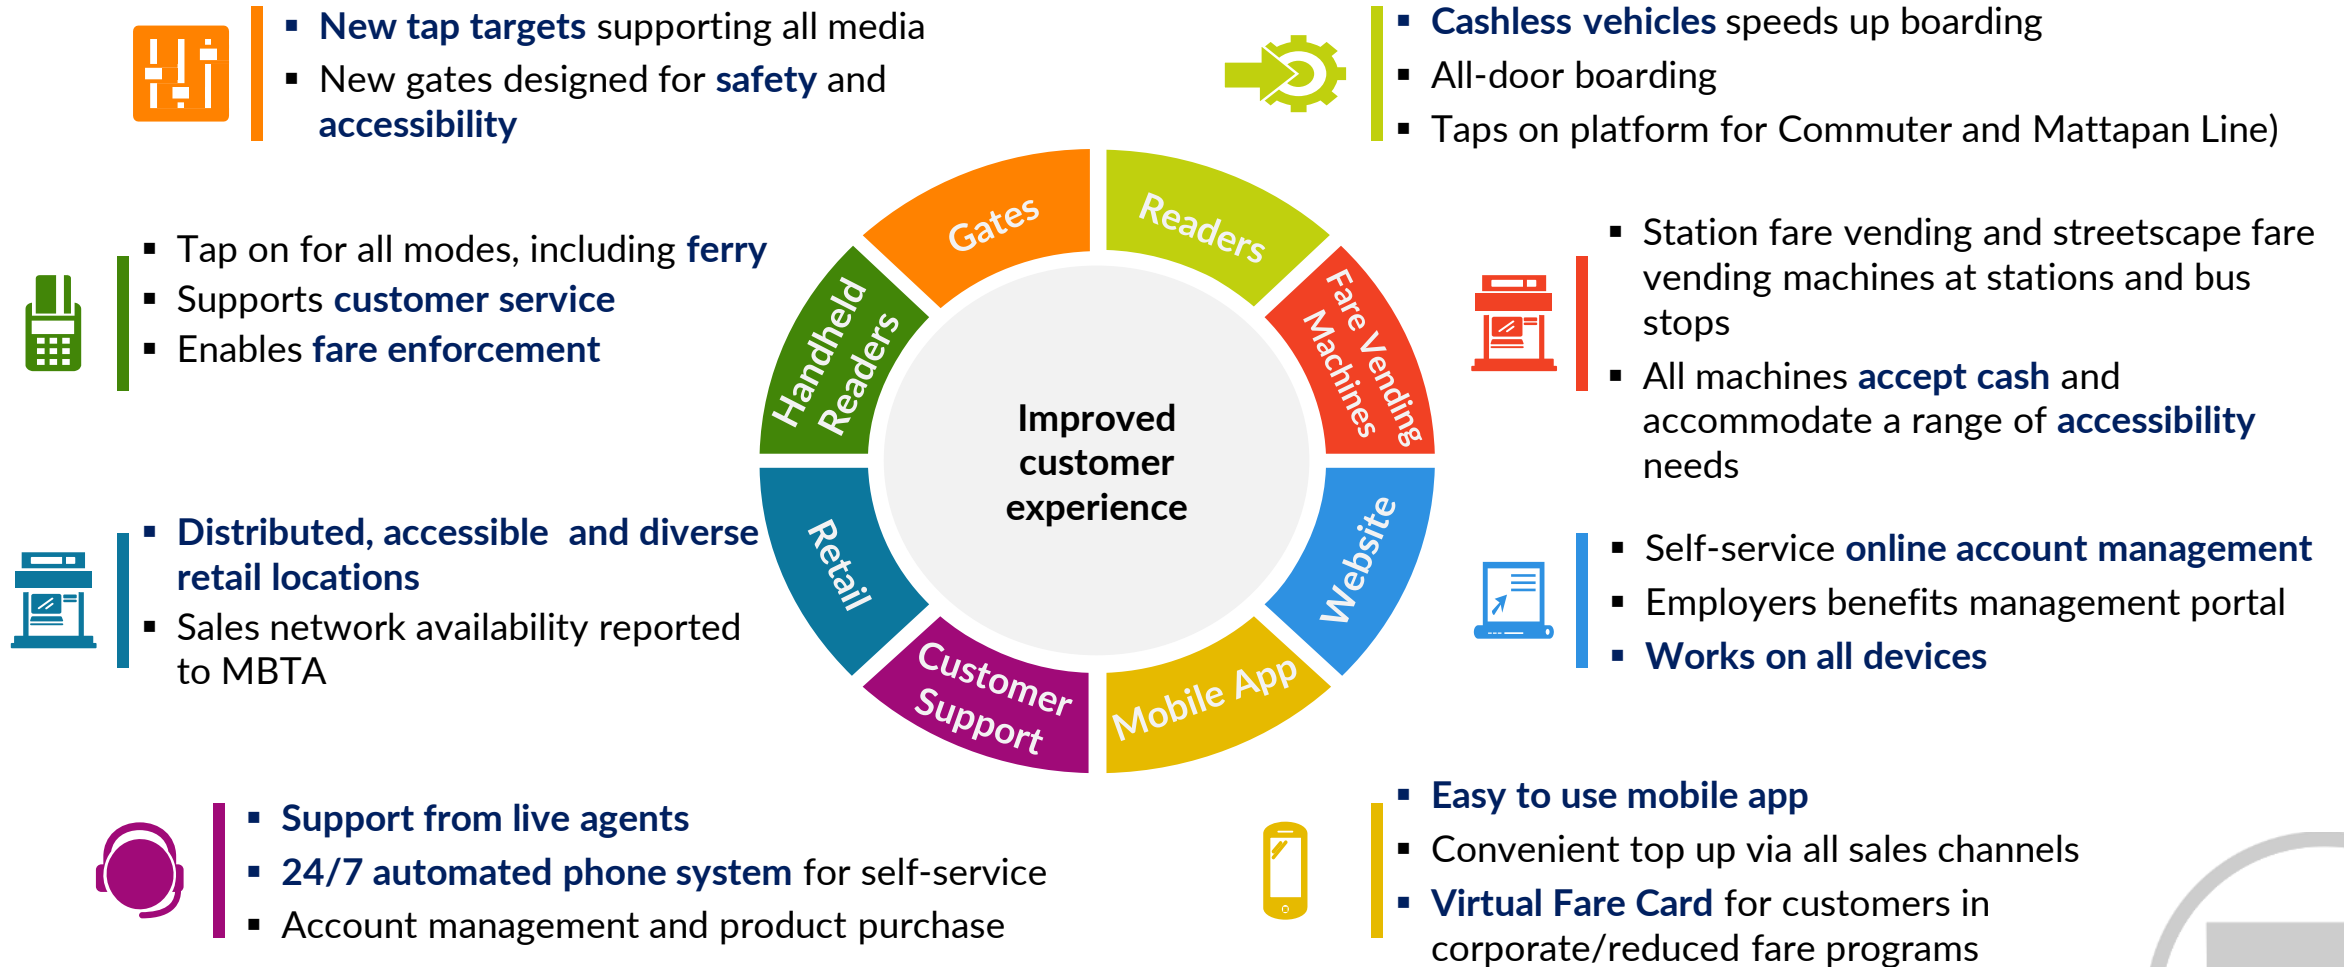 ▪ New tap targets supporting all media
▪ New gates designed for safety and
accessibility
▪ Cashless vehicles speeds up boarding
▪ All-door boarding
▪ Taps on platform for Commuter and Mattapan Line)
▪ Tap on for all modes, including ferry
▪ Supports customer service
▪ Enables fare enforcement
▪ Station fare vending and streetscape fare
vending machines at stations and bus
stops
▪ All machines accept cash and
accommodate a range of accessibility
needs
Gates
Readers
Handheld
Readers
Fare Vending
Machines
Improved
customer
experience
Retail
Website
Customer
Support
Mobile App
▪ Distributed, accessible  and diverse
retail locations
▪ Sales network availability reported
to MBTA
▪ Self-service online account management
▪ Employers benefits management portal
▪ Works on all devices
▪ Support from live agents
▪ 24/7 automated phone system for self-service
▪ Account management and product purchase
▪ Easy to use mobile app
▪ Convenient top up via all sales channels
▪ Virtual Fare Card for customers in
corporate/reduced fare programs